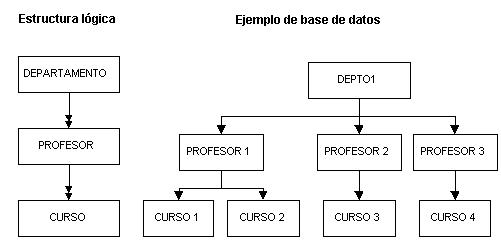 Estructura lógica
Ejemplo de base de datos
DEPARTAMENTO
DEPTO1
PROFESOR
PROFESOR 1
PROFESOR 2
PROFESOR 3
CURSO
CURSO 1
CURSO 2
CURSO 3
CURSO 4